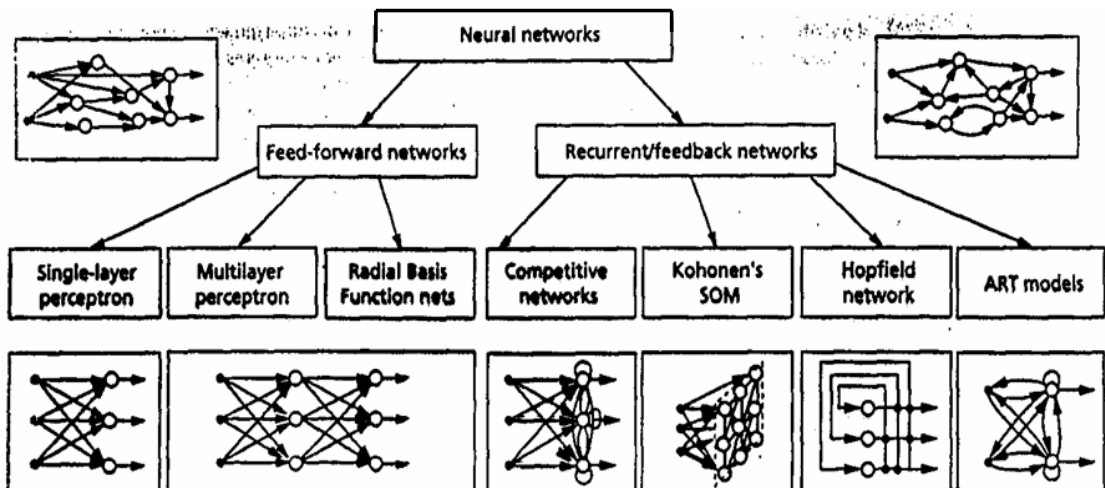 Neural networks
Feed-forward networks
Recurrent/feedback networks
Single-layer
perceptron
Multilayer
perceptron
Radial Basis
Function nets
Competitive
networks
Kohonen's
SOM
Hopfield
network
ART models